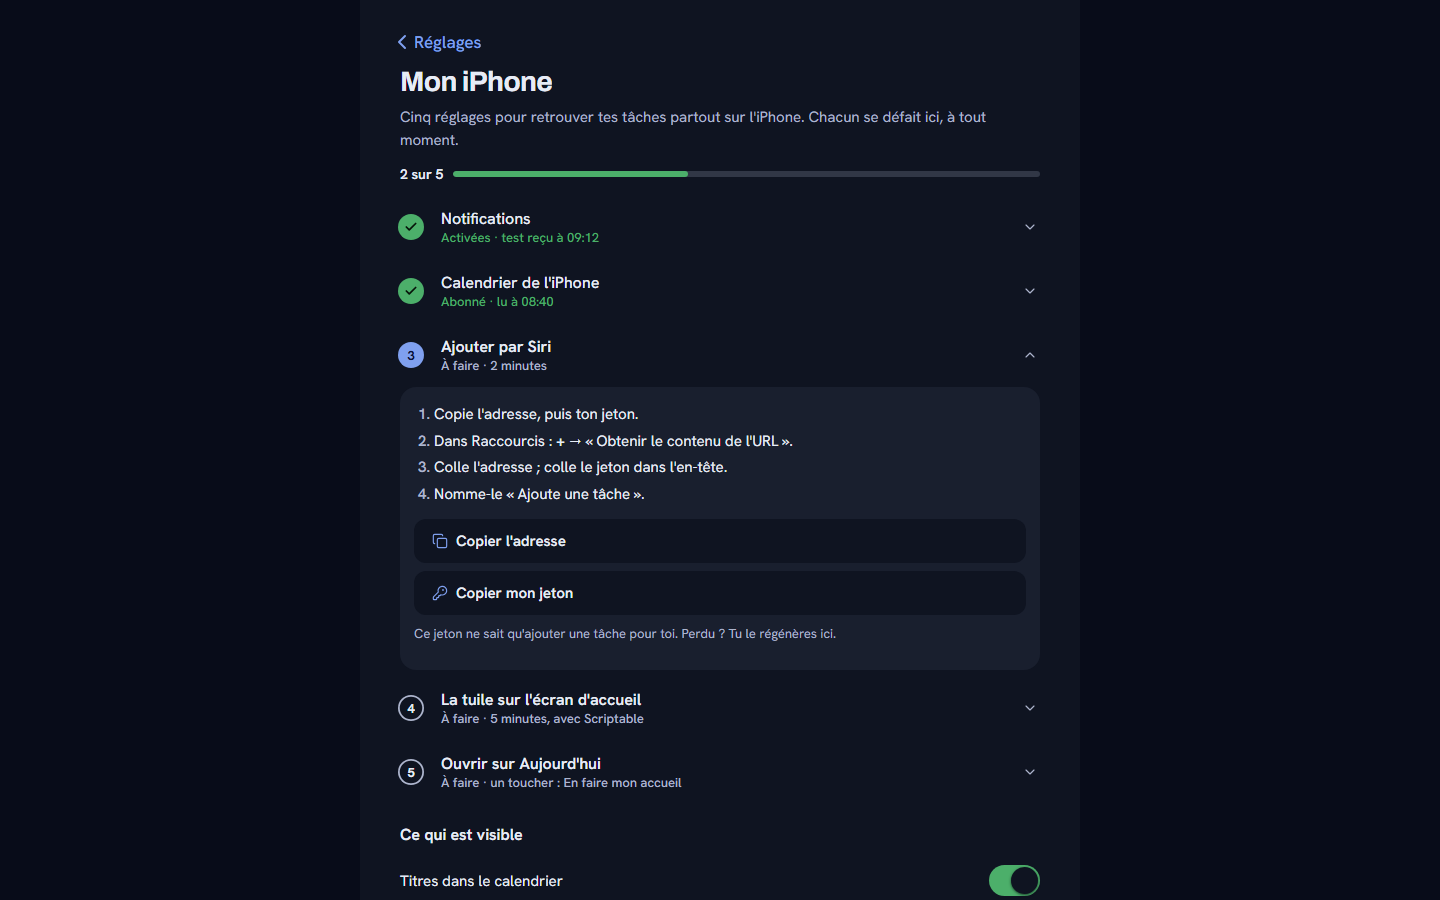 Réglages
Mon iPhone
Cinq réglages pour retrouver tes tâches partout sur l'iPhone. Chacun se défait ici, à tout
moment.
2 sur 5
Notifications
Activées · test reçu à 09:12
Calendrier de l'iPhone
Abonné · lu à 08:40
3
Ajouter par Siri
À faire · 2 minutes
1. Copie l'adresse, puis ton jeton.
2. Dans Raccourcis : + → « Obtenir le contenu de l'URL ».
3. Colle l'adresse ; colle le jeton dans l'en-tête.
4. Nomme-le « Ajoute une tâche ».
Copier l'adresse
Copier mon jeton
Ce jeton ne sait qu'ajouter une tâche pour toi. Perdu ? Tu le régénères ici.
4
La tuile sur l'écran d'accueil
À faire · 5 minutes, avec Scriptable
5
Ouvrir sur Aujourd'hui
À faire · un toucher : En faire mon accueil
Ce qui est visible
Titres dans le calendrier